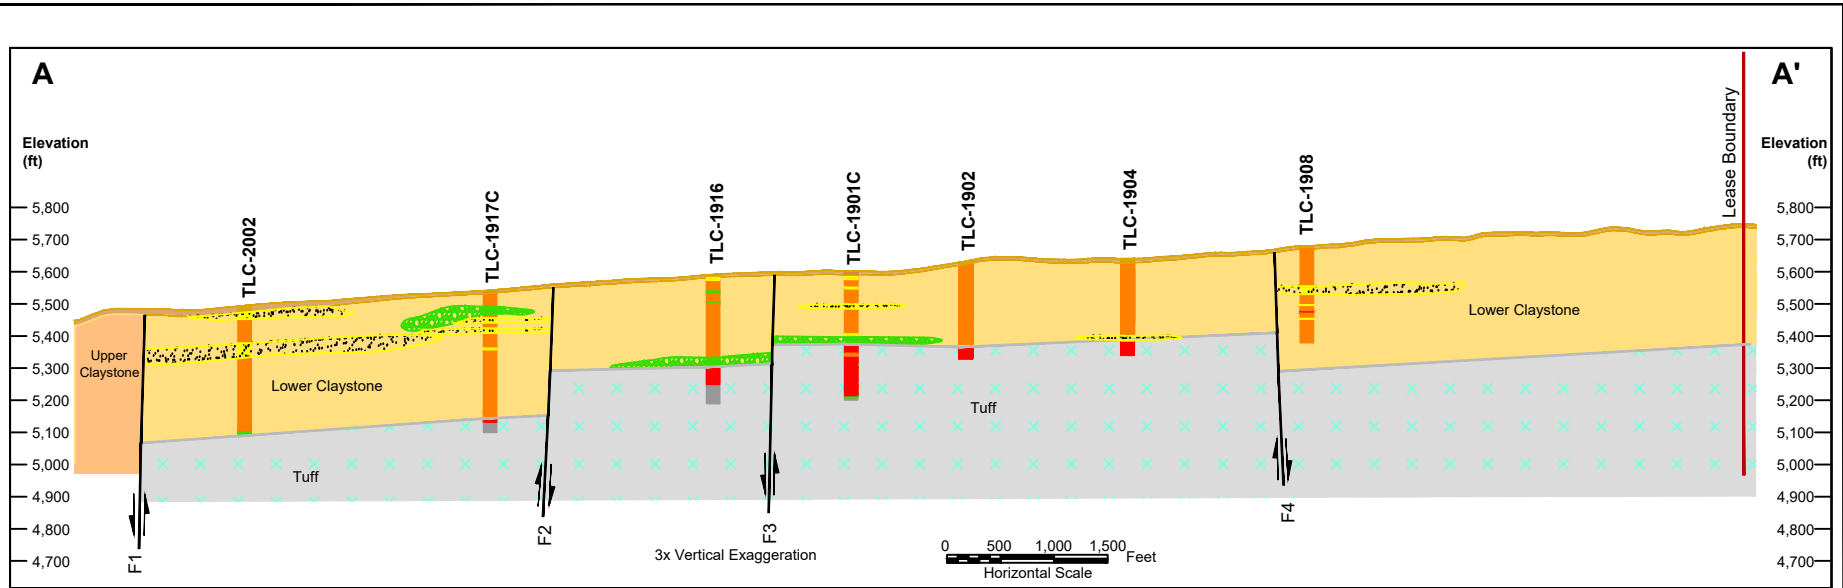 A
A'
Elevation
(ft)
Elevation
(ft)
Lease Boundary
TLC-2002
TLC-1917C
TLC-1916
TLC-1901C
TLC-1902
TLC-1904
TLC-1908
5,800
5,700
5,600
5,500
5,400
5,300
5,200
5,100
5,000
4,900
4,800
4,700
5,800
5,700
5,600
5,500
5,400
5,300
5,200
5,100
5,000
4,900
4,800
4,700
Upper
Claystone
Lower Claystone
Lower Claystone
Tuff
Tuff
F1
F2
F3
F4
3x Vertical Exaggeration
0 500 1,000 1,500
Feet
Horizontal Scale